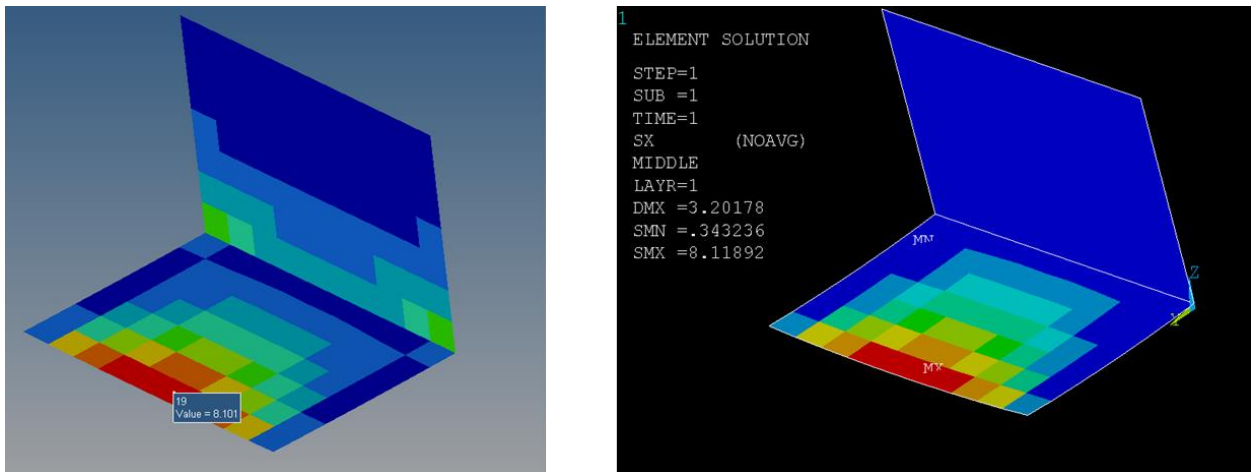 19
Value = 8.101
1
ELEMENT SOLUTION
STEP=1
SUB =1
TIME=1
SX (NOAVG)
MIDDLE
LAYR=1
DMX =3.20178
SMN =.343236
SMX =8.11892
MN
Z
Y
MX